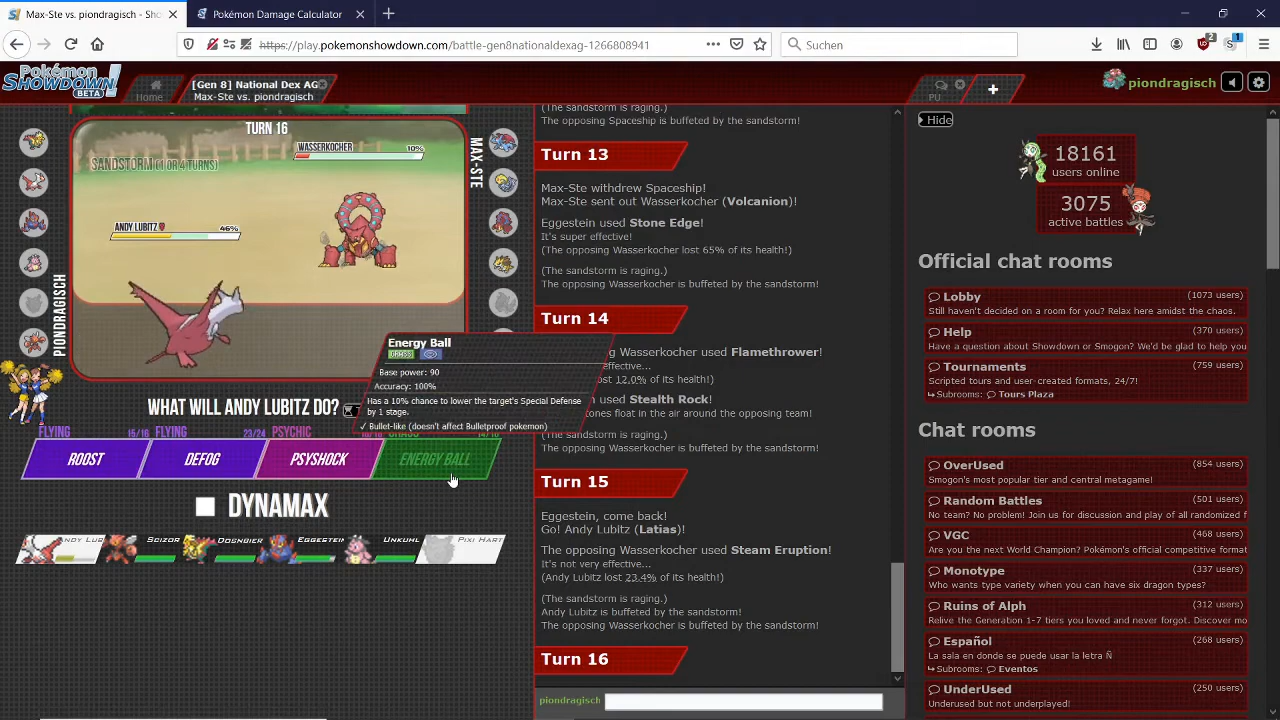 Max-Ste vs. piondragisch - Sho
Pokémon Damage Calculator
https://play.pokemonshowdown.com/battle-gen8nationaldexag-1266808941
Suchen
2
1
Pokémon
Showdown!
BETA
Home
[Gen 8] National Dex AG
Max-Ste vs. piondragisch
PU
piondragisch
TURN 16
SANDSTORM (1 OR 4 TURNS)
WASSERKOCHER
10%
ANDY LUBITZ
46%
MAX-STE
PIONDRAGISCH
Energy Ball
GRASS
Base power: 90
Accuracy: 100%
Has a 10% chance to lower the target's Special Defense
by 1 stage.
✓ Bullet-like (doesn't affect Bulletproof pokemon)
WHAT WILL ANDY LUBITZ DO?
FLYING 15/16 FLYING 23/24 PSYCHIC
ROOST DEFOG PSYSHOCK ENERGY BALL
DYNAMAX
ANDY LUB SCIZOR DOSNBIER EGGESTEIN UNKUHL PIXI HART
(The sandstorm is raging.)
The opposing Spaceship is buffeted by the sandstorm!
Turn 13
Max-Ste withdrew Spaceship!
Max-Ste sent out Wasserkocher (Volcanion)!
Eggestein used Stone Edge!
It's super effective!
(The opposing Wasserkocher lost 65% of its health!)
(The sandstorm is raging.)
The opposing Wasserkocher is buffeted by the sandstorm!
Turn 14
g Wasserkocher used Flamethrower!
effective...
ost 12.0% of its health!)
n used Stealth Rock!
tones float in the air around the opposing team!
(The sandstorm is raging.)
The opposing Wasserkocher is buffeted by the sandstorm!
Turn 15
Eggestein, come back!
Go! Andy Lubitz (Latias)!
The opposing Wasserkocher used Steam Eruption!
It's not very effective...
(Andy Lubitz lost 23.4% of its health!)
(The sandstorm is raging.)
Andy Lubitz is buffeted by the sandstorm!
The opposing Wasserkocher is buffeted by the sandstorm!
Turn 16
piondragisch
Hide
18161
users online
3075
active battles
Official chat rooms
Lobby (1073 users)
Still haven't decided on a room for you? Relax here amidst the chaos.
Help (370 users)
Have a question about Showdown or Smogon? We'd be glad to help you
Tournaments (759 users)
Scripted tours and user-created formats, 24/7!
Subrooms: Tours Plaza
Chat rooms
OverUsed (854 users)
Smogon's most popular tier and central metagame!
Random Battles (501 users)
No team? No problem! Join us for discussion and play of all randomized f
VGC (468 users)
Are you the next World Champion? Pokémon's official competitive format
Monotype (337 users)
Who wants type variety when you can have six dragon types?
Ruins of Alph (312 users)
Relive the Generation 1-7 tiers you loved and never forgot. Discover mo
Español (268 users)
La sala en donde se puede usar la letra Ñ
Subrooms: Eventos
UnderUsed (250 users)
Underused but not underplayed!